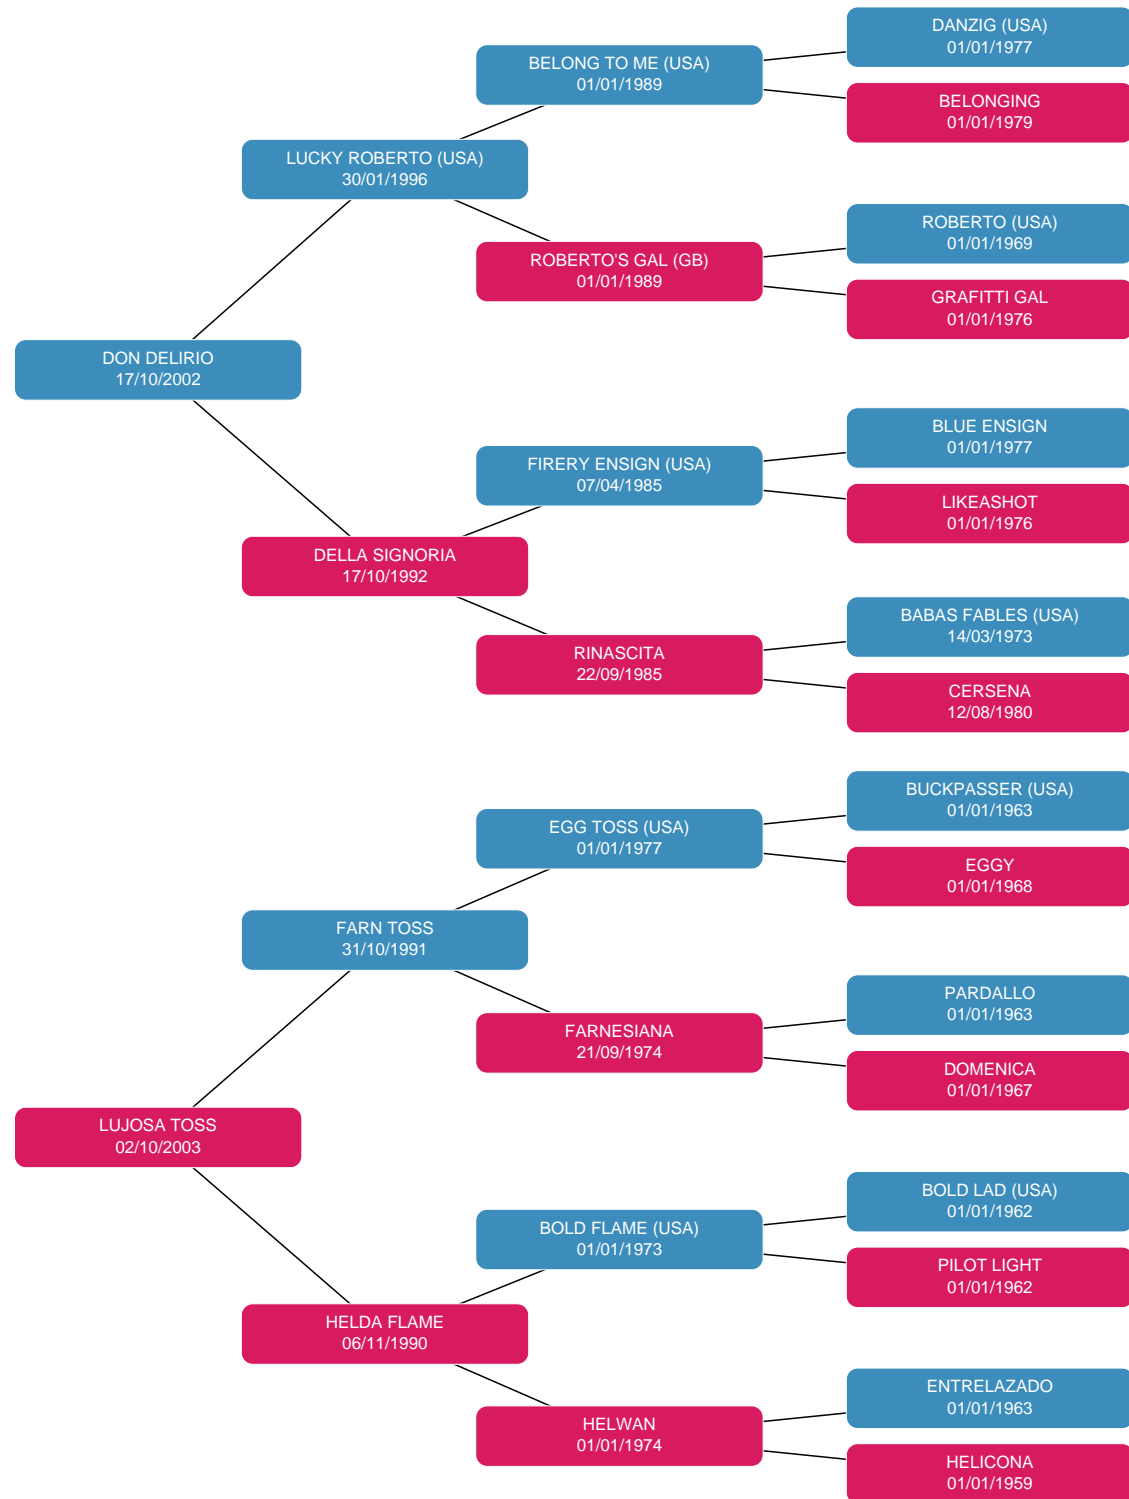 DANZIG (USA)
01/01/1977
BELONG TO ME (USA)
01/01/1989
BELONGING
01/01/1979
LUCKY ROBERTO (USA)
30/01/1996
ROBERTO (USA)
01/01/1969
ROBERTO'S GAL (GB)
01/01/1989
GRAFITTI GAL
01/01/1976
DON DELIRIO
17/10/2002
BLUE ENSIGN
01/01/1977
FIRERY ENSIGN (USA)
07/04/1985
LIKEASHOT
01/01/1976
DELLA SIGNORIA
17/10/1992
BABAS FABLES (USA)
14/03/1973
RINASCITA
22/09/1985
CERSENA
12/08/1980
BUCKPASSER (USA)
01/01/1963
EGG TOSS (USA)
01/01/1977
EGGY
01/01/1968
FARN TOSS
31/10/1991
PARDALLO
01/01/1963
FARNESIANA
21/09/1974
DOMENICA
01/01/1967
LUJOSA TOSS
02/10/2003
BOLD LAD (USA)
01/01/1962
BOLD FLAME (USA)
01/01/1973
PILOT LIGHT
01/01/1962
HELDA FLAME
06/11/1990
ENTRELAZADO
01/01/1963
HELWAN
01/01/1974
HELICONA
01/01/1959